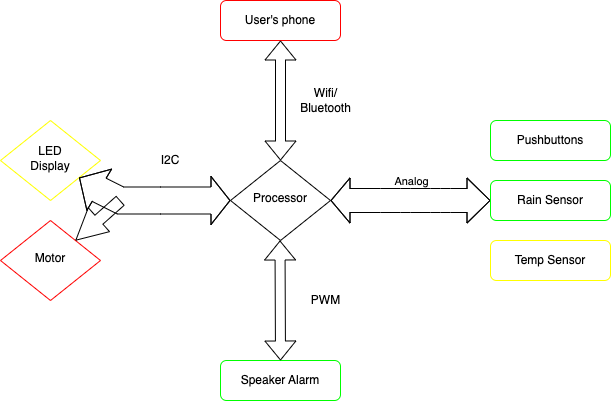 User's phone
Wifi/
Bluetooth
LED
Display
I2C
Pushbuttons
Processor
Analog
Rain Sensor
Motor
Temp Sensor
PWM
Speaker Alarm